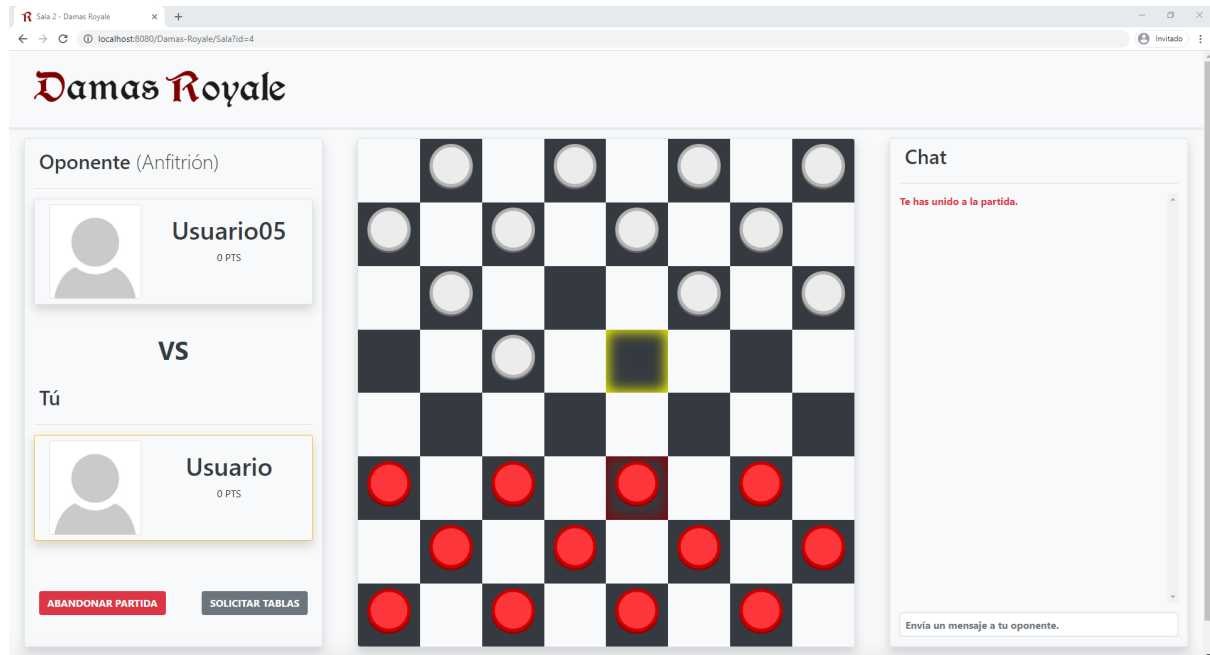 Sala 2 - Damas Royale
localhost:8080/Damas-Royale/Sala?id=4
Invitado
Damas Royale
Oponente (Anfitrión)
Usuario05
0 PTS
VS
Tú
Usuario
0 PTS
ABANDONAR PARTIDA
SOLICITAR TABLAS
Chat
Te has unido a la partida.
Envía un mensaje a tu oponente.